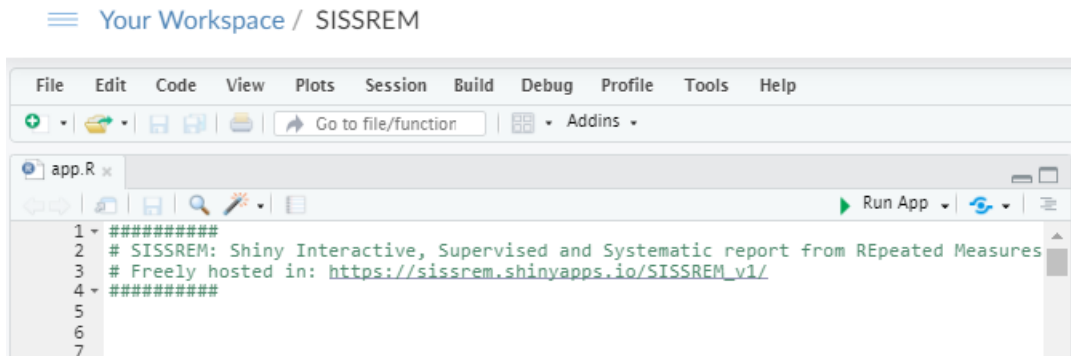 Your Workspace / SISSREM
File Edit Code View Plots Session Build Debug Profile Tools Help
Go to file/function Addins
app.R
Run App
1 ##########
2 # SISSREM: Shiny Interactive, Supervised and Systematic report from REpeated Measures
3 # Freely hosted in: https://sissrem.shinyapps.io/SISSREM_v1/
4 ##########
5
6
7